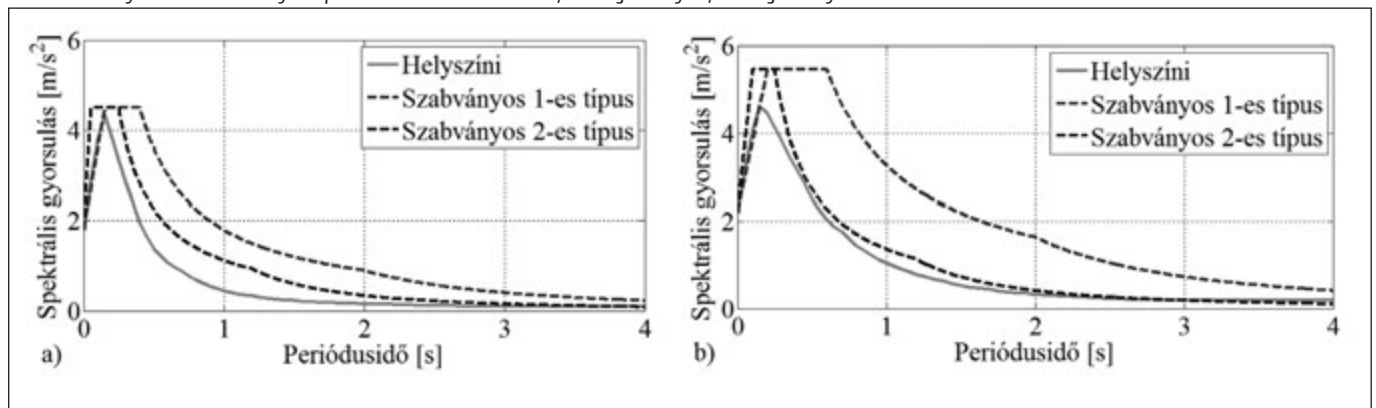 Spektrális gyorsulás [m/s²]
6
4
2
0
Helyszíni
Szabványos 1-es típus
Szabványos 2-es típus
0 1 2 3 4
a) Periódusidő [s]
Spektrális gyorsulás [m/s²]
6
4
2
0
Helyszíni
Szabványos 1-es típus
Szabványos 2-es típus
0 1 2 3 4
b) Periódusidő [s]